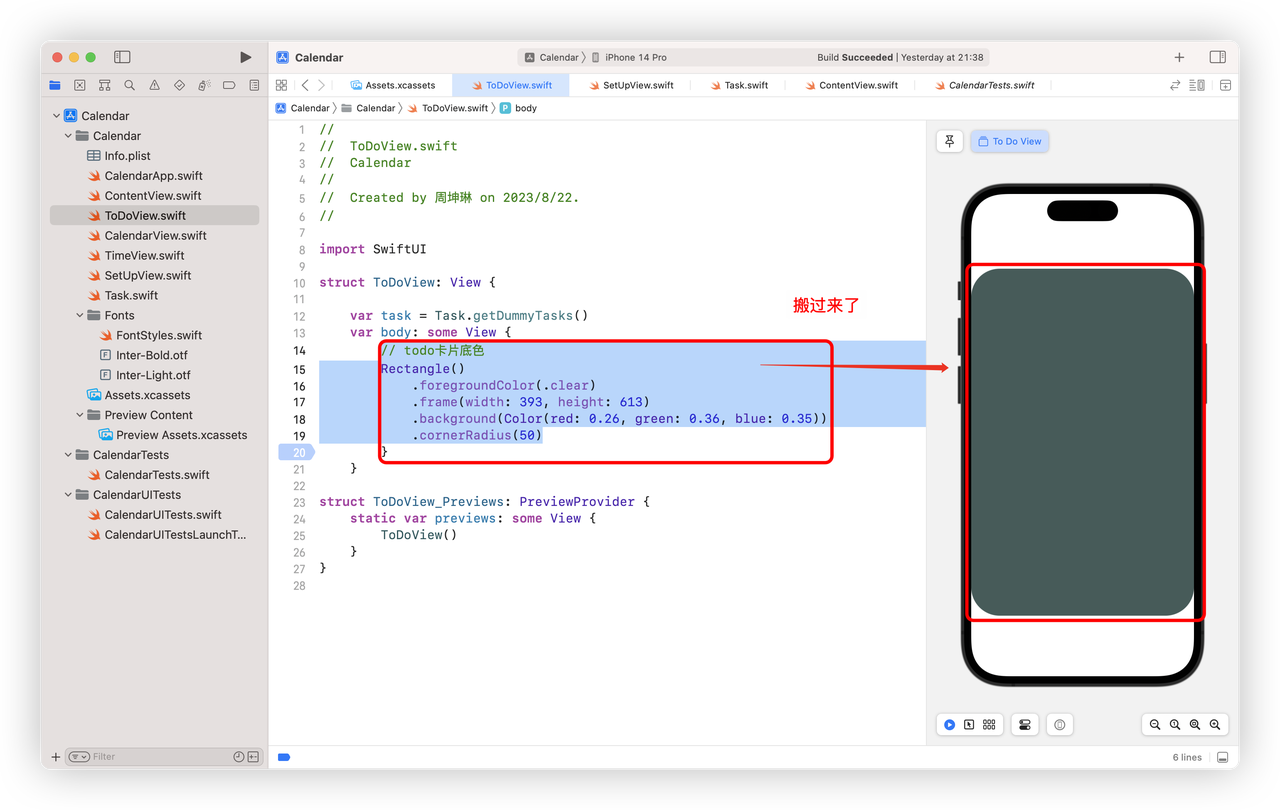 Calendar
Calendar
iPhone 14 Pro
Build Succeeded | Yesterday at 21:38
Assets.xcassets
ToDoView.swift
SetUpView.swift
Task.swift
ContentView.swift
CalendarTests.swift
Calendar
Calendar
ToDoView.swift
P body
Calendar
Calendar
Info.plist
CalendarApp.swift
ContentView.swift
ToDoView.swift
CalendarView.swift
TimeView.swift
SetUpView.swift
Task.swift
Fonts
FontStyles.swift
F Inter-Bold.otf
F Inter-Light.otf
Assets.xcassets
Preview Content
Preview Assets.xcassets
CalendarTests
CalendarTests.swift
CalendarUITests
CalendarUITests.swift
CalendarUITestsLaunchT...
Filter
1 //
2 //  ToDoView.swift
3 //  Calendar
4 //
5 //  Created by 周坤琳 on 2023/8/22.
6 //
7
8 import SwiftUI
9
10 struct ToDoView: View {
11
12     var task = Task.getDummyTasks()
13     var body: some View {
14         // todo卡片底色
15         Rectangle()
16             .foregroundColor(.clear)
17             .frame(width: 393, height: 613)
18             .background(Color(red: 0.26, green: 0.36, blue: 0.35))
19             .cornerRadius(50)
20         }
21     }
22
23 struct ToDoView_Previews: PreviewProvider {
24     static var previews: some View {
25         ToDoView()
26     }
27 }
28
搬过来了
To Do View
6 lines